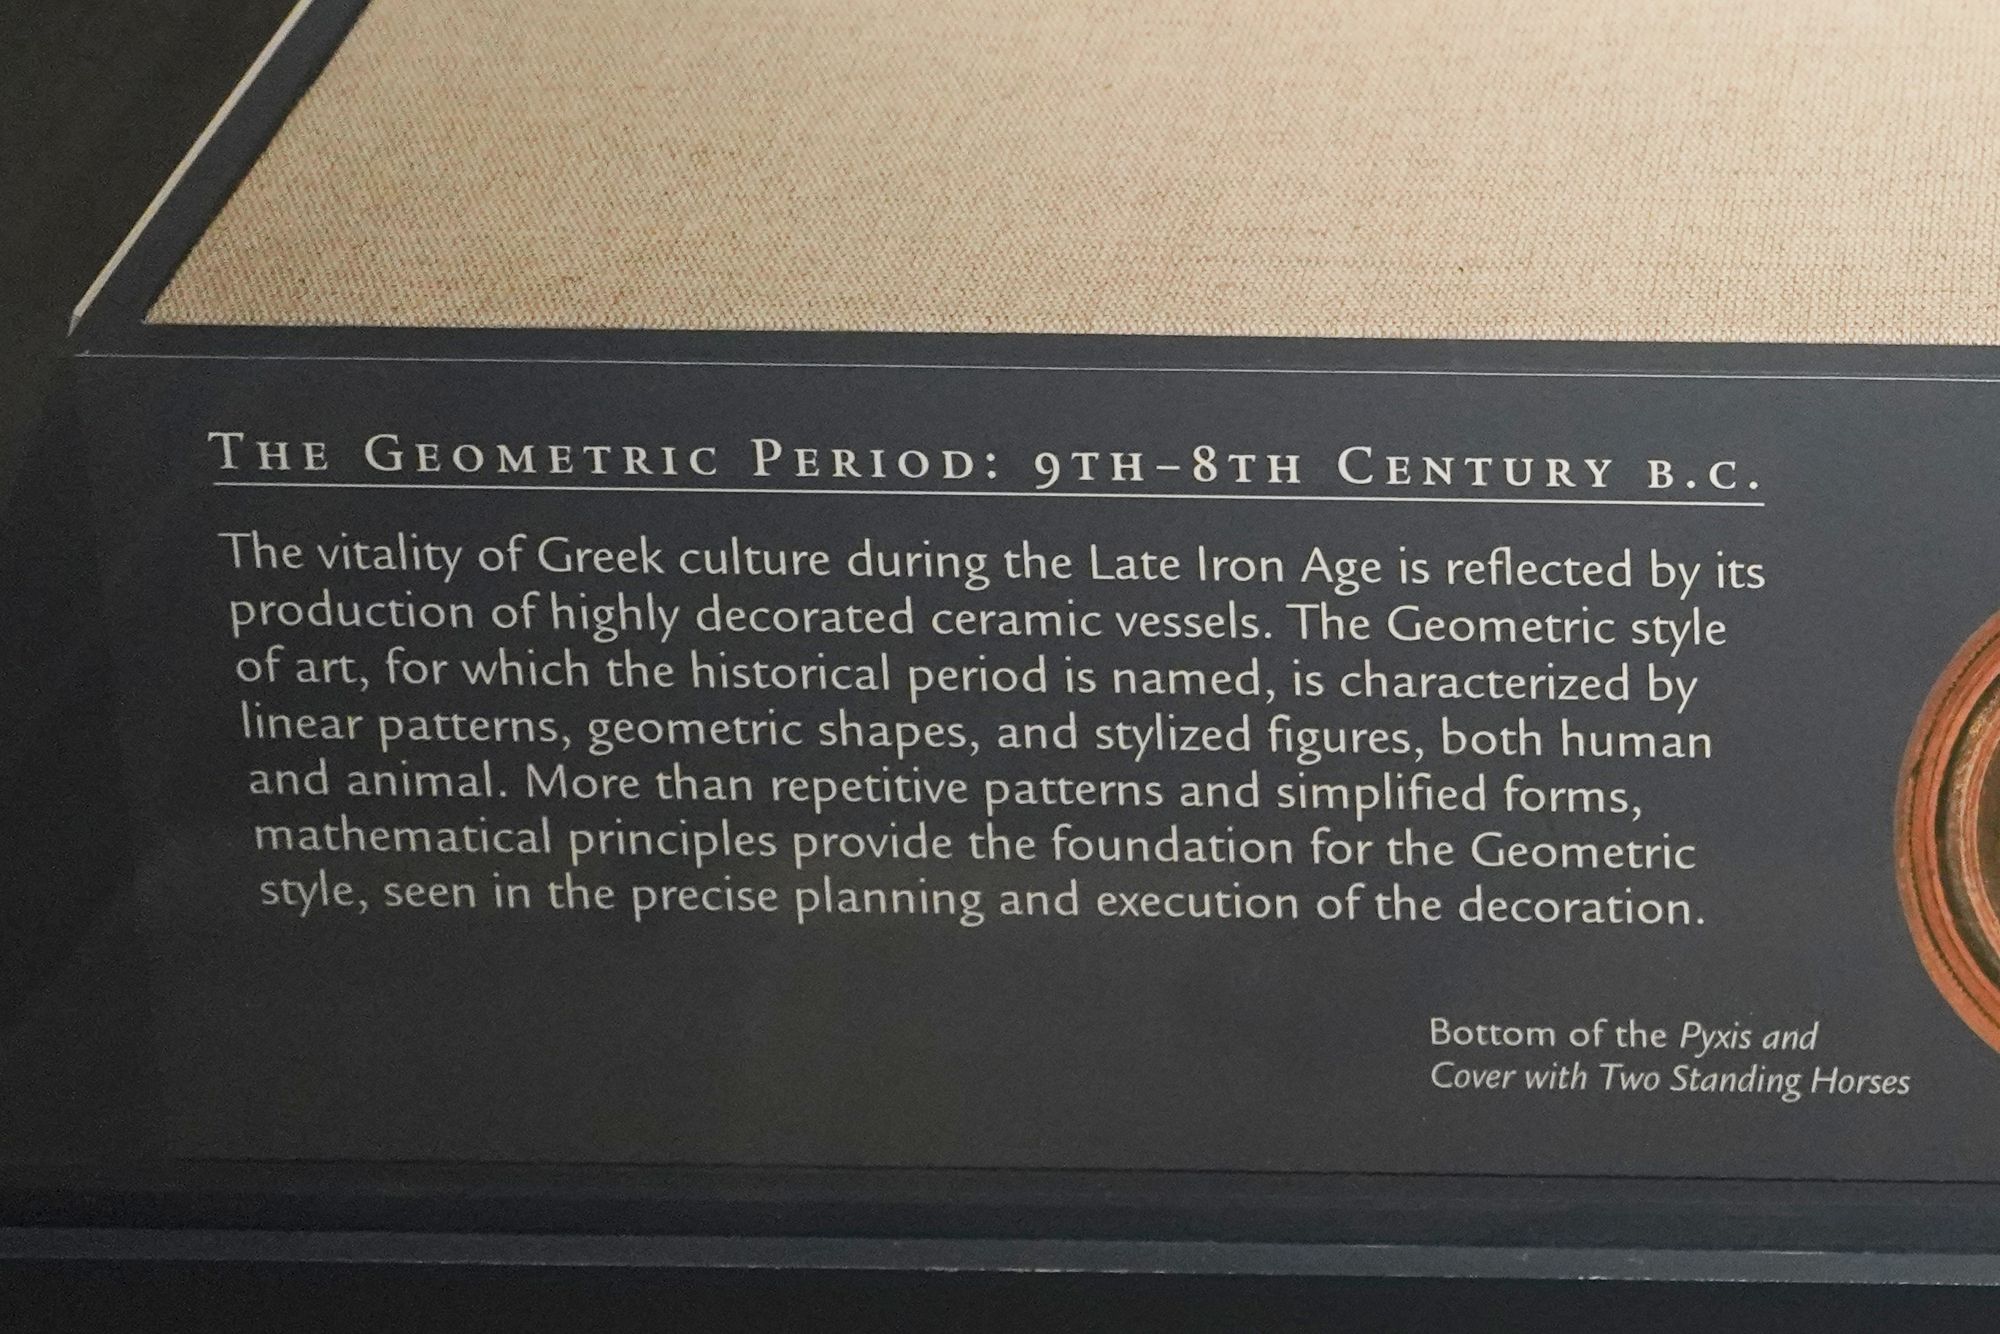 The Geometric Period: 9th–8th Century B.C.
The vitality of Greek culture during the Late Iron Age is reflected by its
production of highly decorated ceramic vessels. The Geometric style
of art, for which the historical period is named, is characterized by
linear patterns, geometric shapes, and stylized figures, both human
and animal. More than repetitive patterns and simplified forms,
mathematical principles provide the foundation for the Geometric
style, seen in the precise planning and execution of the decoration.
Bottom of the Pyxis and
Cover with Two Standing Horses